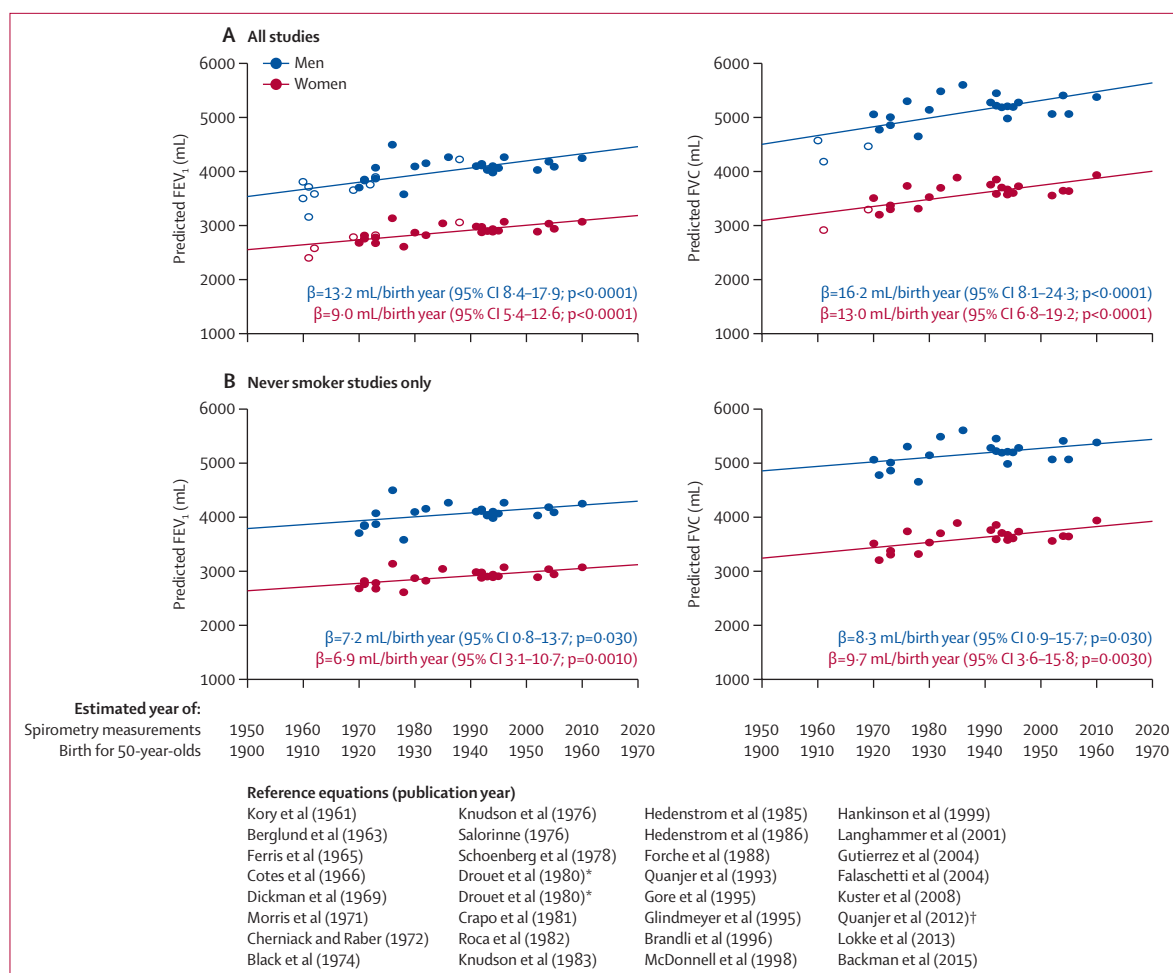 A All studies
Men
Women
6000
5000
4000
3000
2000
1000
Predicted FEV1 (mL)
β=13·2 mL/birth year (95% CI 8·4–17·9; p<0·0001)
β=9·0 mL/birth year (95% CI 5·4–12·6; p<0·0001)
6000
5000
4000
3000
2000
1000
Predicted FVC (mL)
β=16·2 mL/birth year (95% CI 8·1–24·3; p<0·0001)
β=13·0 mL/birth year (95% CI 6·8–19·2; p<0·0001)
B Never smoker studies only
6000
5000
4000
3000
2000
1000
Predicted FEV1 (mL)
β=7·2 mL/birth year (95% CI 0·8–13·7; p=0·030)
β=6·9 mL/birth year (95% CI 3·1–10·7; p=0·0010)
6000
5000
4000
3000
2000
1000
Predicted FVC (mL)
β=8·3 mL/birth year (95% CI 0·9–15·7; p=0·030)
β=9·7 mL/birth year (95% CI 3·6–15·8; p=0·0030)
Estimated year of:
Spirometry measurements 1950 1960 1970 1980 1990 2000 2010 2020 1950 1960 1970 1980 1990 2000 2010 2020
Birth for 50-year-olds 1900 1910 1920 1930 1940 1950 1960 1970 1900 1910 1920 1930 1940 1950 1960 1970
Reference equations (publication year)
Kory et al (1961)
Berglund et al (1963)
Ferris et al (1965)
Cotes et al (1966)
Dickman et al (1969)
Morris et al (1971)
Cherniack and Raber (1972)
Black et al (1974)
Knudson et al (1976)
Salorinne (1976)
Schoenberg et al (1978)
Drouet et al (1980)*
Drouet et al (1980)*
Crapo et al (1981)
Roca et al (1982)
Knudson et al (1983)
Hedenstrom et al (1985)
Hedenstrom et al (1986)
Forche et al (1988)
Quanjer et al (1993)
Gore et al (1995)
Glindmeyer et al (1995)
Brandli et al (1996)
McDonnell et al (1998)
Hankinson et al (1999)
Langhammer et al (2001)
Gutierrez et al (2004)
Falaschetti et al (2004)
Kuster et al (2008)
Quanjer et al (2012)†
Lokke et al (2013)
Backman et al (2015)